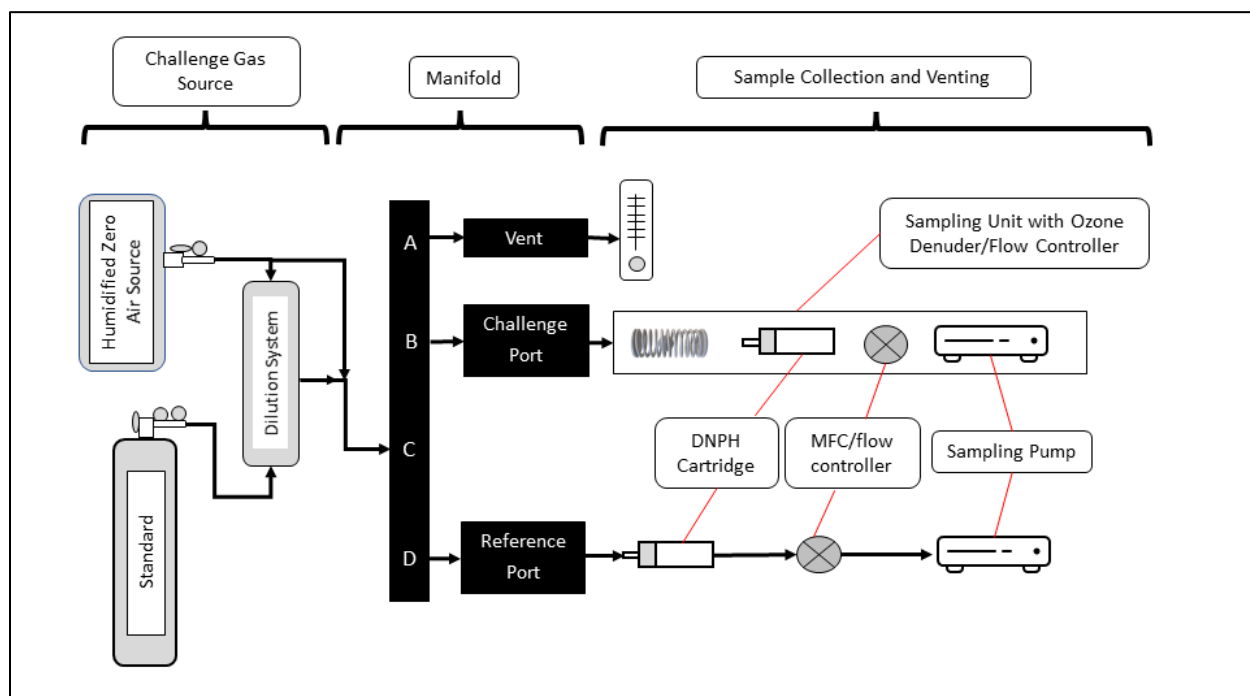 Challenge Gas
Source
Manifold
Sample Collection and Venting
Humidified Zero
Air Source
Dilution System
Standard
A
B
C
D
Vent
Challenge
Port
Reference
Port
Sampling Unit with Ozone
Denuder/Flow Controller
DNPH
Cartridge
MFC/flow
controller
Sampling Pump